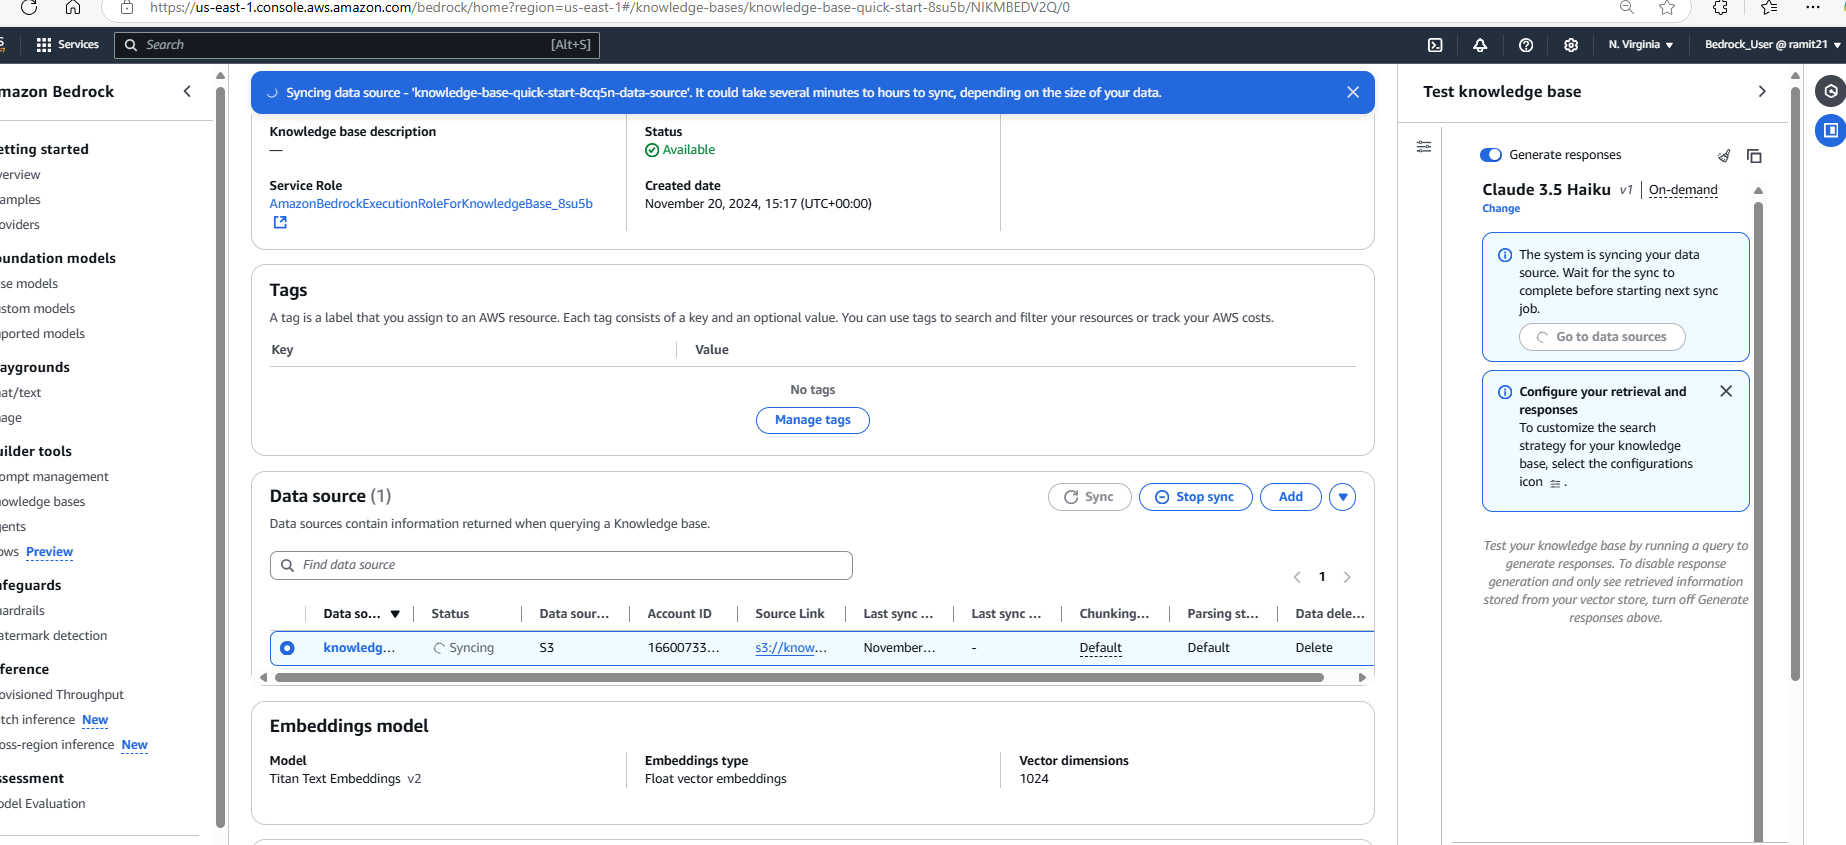 https://us-east-1.console.aws.amazon.com/bedrock/home?region=us-east-1#/knowledge-bases/knowledge-base-quick-start-8su5b/NIKMBEDV2Q/0
Services
Search
[Alt+S]
N. Virginia
Bedrock_User @ ramit21
mazon Bedrock
etting started
verview
amples
oviders
oundation models
se models
stom models
ported models
aygrounds
at/text
age
uilder tools
ompt management
owledge bases
ents
ows Preview
feguards
ardrails
atermark detection
ference
ovisioned Throughput
tch inference New
oss-region inference New
ssessment
odel Evaluation
Syncing data source - 'knowledge-base-quick-start-8cq5n-data-source'. It could take several minutes to hours to sync, depending on the size of your data.
Knowledge base description
—
Service Role
AmazonBedrockExecutionRoleForKnowledgeBase_8su5b
Status
Available
Created date
November 20, 2024, 15:17 (UTC+00:00)
Tags
A tag is a label that you assign to an AWS resource. Each tag consists of a key and an optional value. You can use tags to search and filter your resources or track your AWS costs.
Key Value
No tags
Manage tags
Data source (1)
Sync
Stop sync
Add
Data sources contain information returned when querying a Knowledge base.
Find data source
1
Data so... Status Data sour... Account ID Source Link Last sync ... Last sync ... Chunking... Parsing st... Data dele...
knowledg... Syncing S3 16600733... s3://know... November... - Default Default Delete
Embeddings model
Model
Titan Text Embeddings v2
Embeddings type
Float vector embeddings
Vector dimensions
1024
Test knowledge base
Generate responses
Claude 3.5 Haiku v1 On-demand
Change
The system is syncing your data
source. Wait for the sync to
complete before starting next sync
job.
Go to data sources
Configure your retrieval and
responses
To customize the search
strategy for your knowledge
base, select the configurations
icon .
Test your knowledge base by running a query to
generate responses. To disable response
generation and only see retrieved information
stored from your vector store, turn off Generate
responses above.